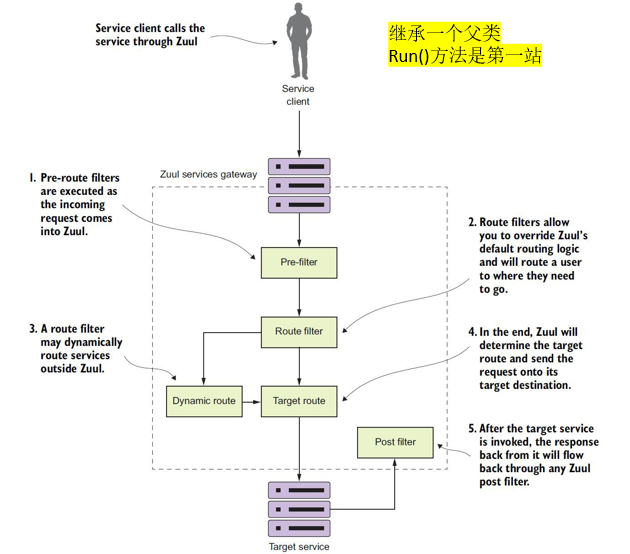 Service client calls the
service through Zuul
继承一个父类
Run()方法是第一站
Service
client
Zuul services gateway
1. Pre-route filters
are executed as
the incoming
request comes
into Zuul.
Pre-filter
2. Route filters allow
you to override Zuul's
default routing logic
and will route a user
to where they need
to go.
Route filter
3. A route filter
may dynamically
route services
outside Zuul.
4. In the end, Zuul will
determine the target
route and send the
request onto its
target destination.
Dynamic route
Target route
Post filter
5. After the target service
is invoked, the response
back from it will flow
back through any Zuul
post filter.
Target service